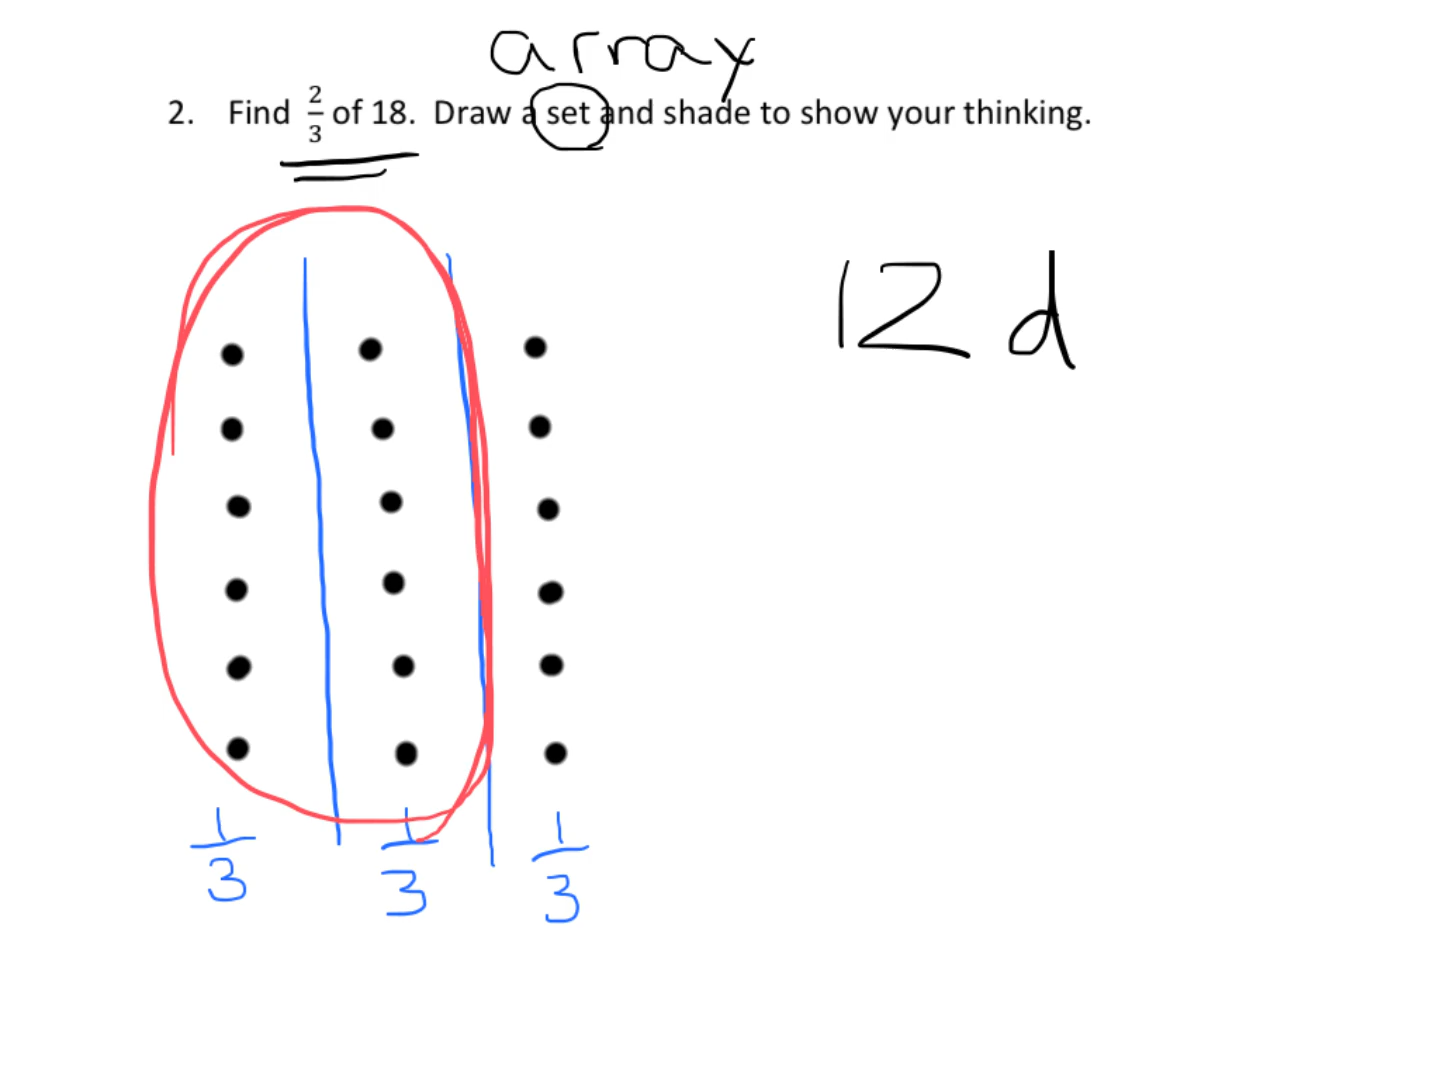 array
2. Find 2/3 of 18. Draw a set and shade to show your thinking.
12 d
1/3 1/3 1/3